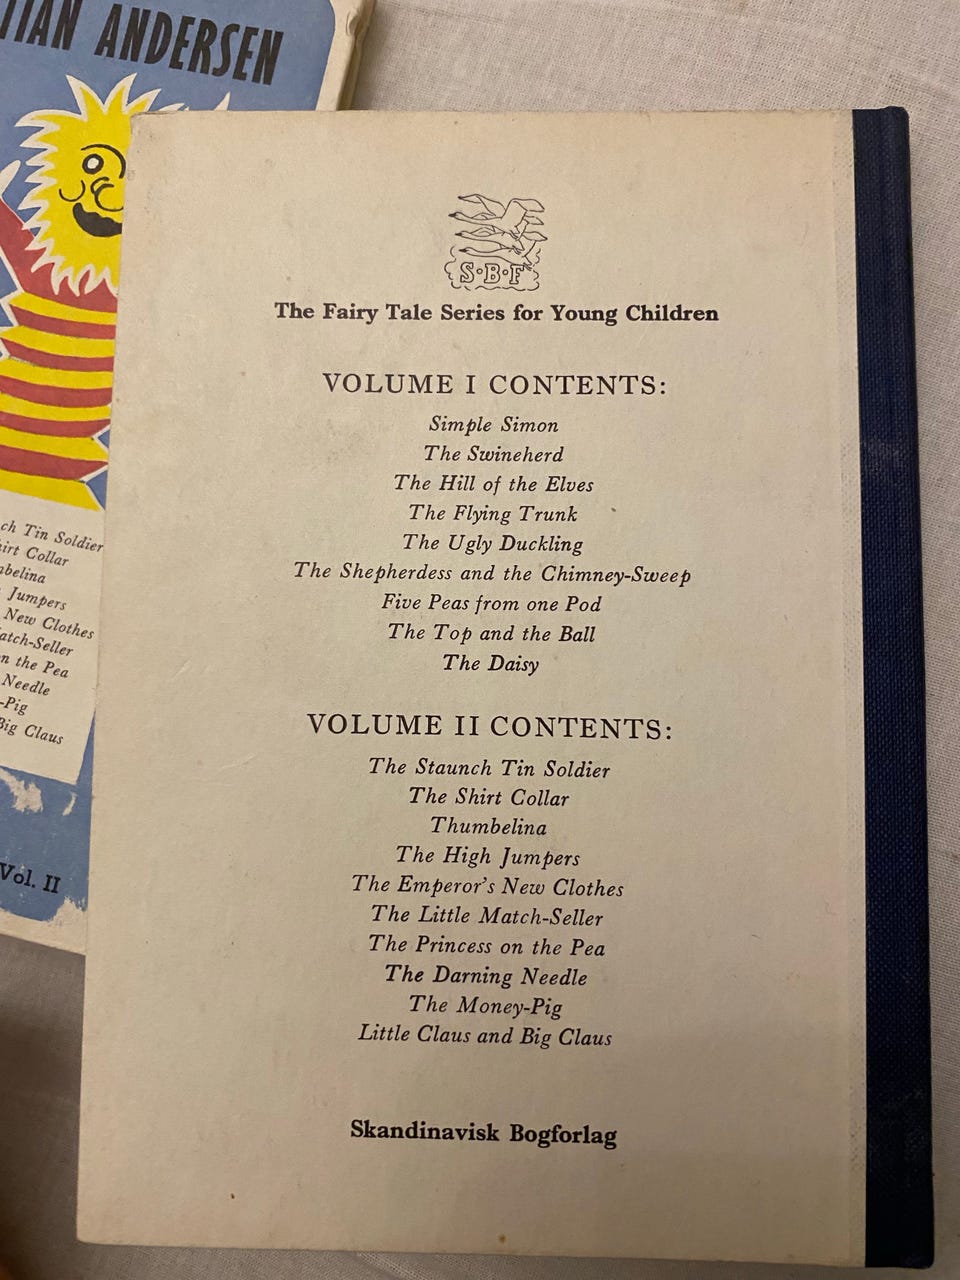 TIAN ANDERSEN
S·B·F
The Fairy Tale Series for Young Children
VOLUME I CONTENTS:
Simple Simon
The Swineherd
The Hill of the Elves
The Flying Trunk
The Ugly Duckling
The Shepherdess and the Chimney-Sweep
Five Peas from one Pod
The Top and the Ball
The Daisy
VOLUME II CONTENTS:
The Staunch Tin Soldier
The Shirt Collar
Thumbelina
The High Jumpers
The Emperor's New Clothes
The Little Match-Seller
The Princess on the Pea
The Darning Needle
The Money-Pig
Little Claus and Big Claus
Skandinavisk Bogforlag
ch Tin Soldier
irt Collar
belina
Jumpers
New Clothes
atch-Seller
n the Pea
Needle
-Pig
Big Claus
Vol. II